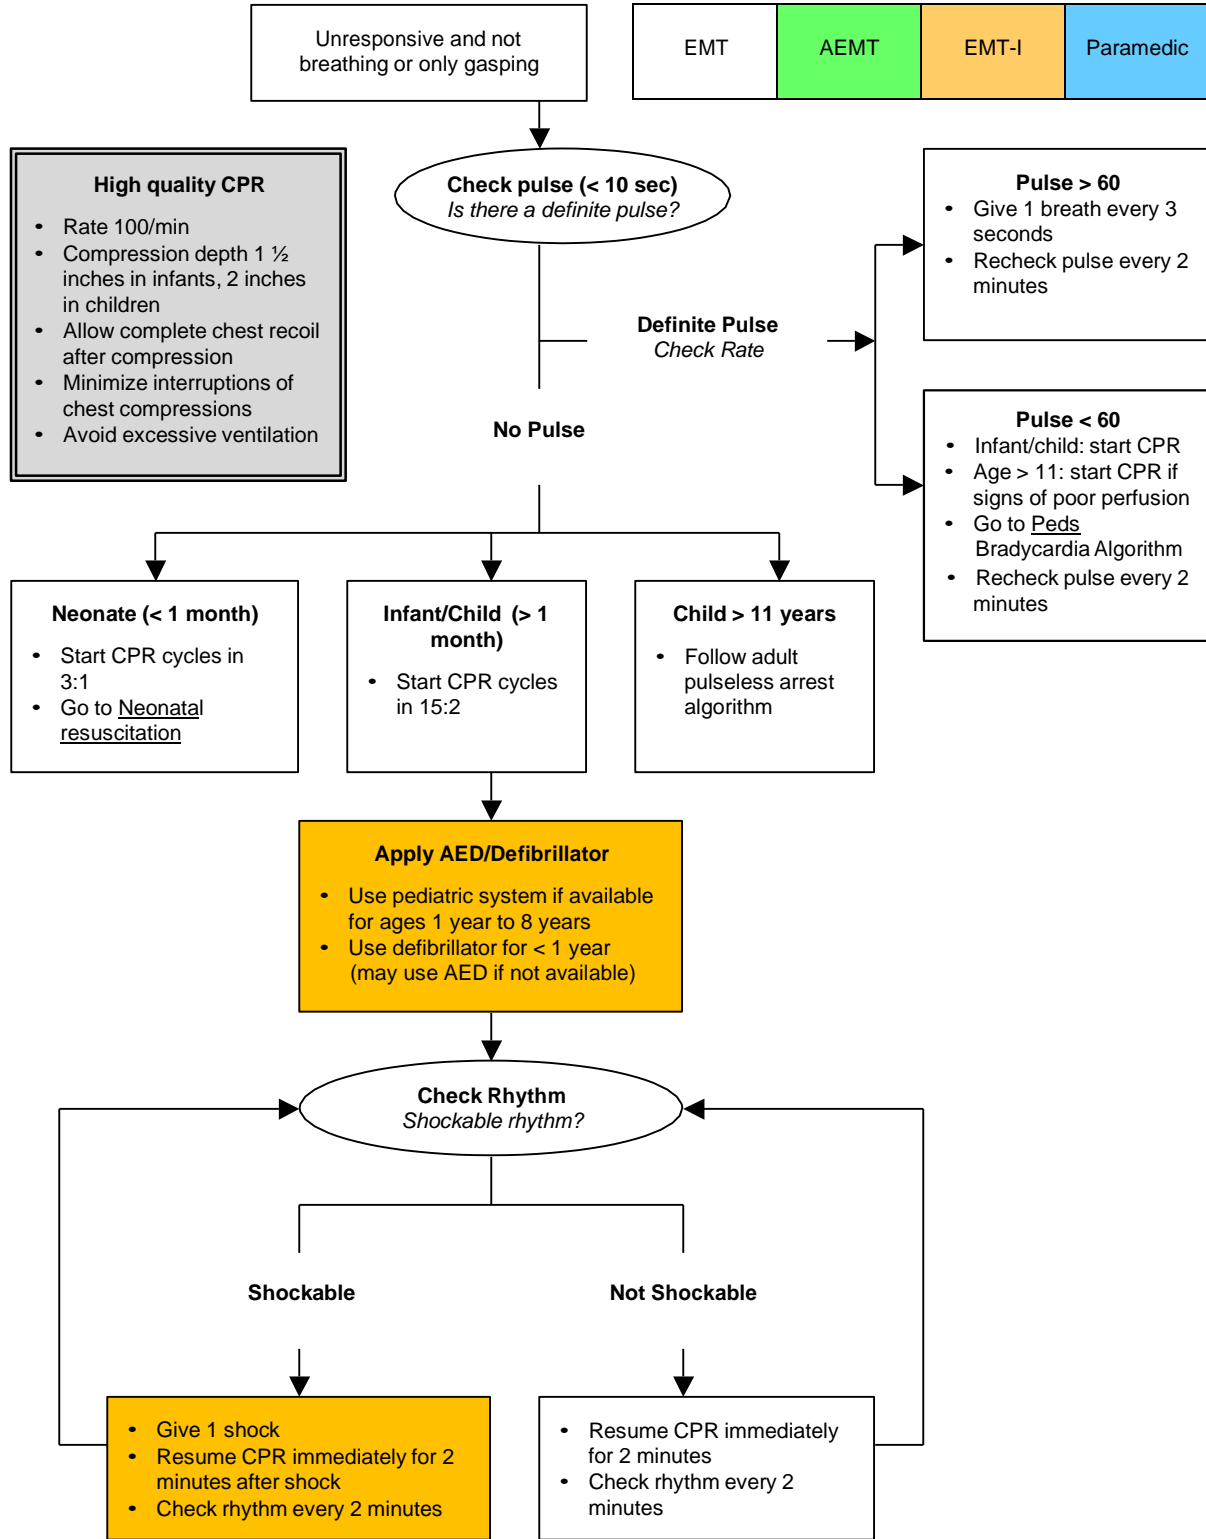 Unresponsive and not
breathing or only gasping
EMT
AEMT
EMT-I
Paramedic
High quality CPR
• Rate 100/min
• Compression depth 1 ½
inches in infants, 2 inches
in children
• Allow complete chest recoil
after compression
• Minimize interruptions of
chest compressions
• Avoid excessive ventilation
Check pulse (< 10 sec)
Is there a definite pulse?
Pulse > 60
• Give 1 breath every 3
seconds
• Recheck pulse every 2
minutes
Definite Pulse
Check Rate
No Pulse
Pulse < 60
• Infant/child: start CPR
• Age > 11: start CPR if
signs of poor perfusion
• Go to Peds
Bradycardia Algorithm
• Recheck pulse every 2
minutes
Neonate (< 1 month)
• Start CPR cycles in
3:1
• Go to Neonatal
resuscitation
Infant/Child (> 1
month)
• Start CPR cycles
in 15:2
Child > 11 years
• Follow adult
pulseless arrest
algorithm
Apply AED/Defibrillator
• Use pediatric system if available
for ages 1 year to 8 years
• Use defibrillator for < 1 year
(may use AED if not available)
Check Rhythm
Shockable rhythm?
Shockable
Not Shockable
• Give 1 shock
• Resume CPR immediately for 2
minutes after shock
• Check rhythm every 2 minutes
• Resume CPR immediately
for 2 minutes
• Check rhythm every 2
minutes